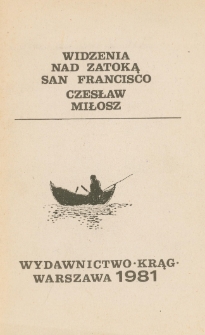 WIDZENIA
NAD ZATOKĄ
SAN FRANCISCO
CZESŁAW
MIŁOSZ
WYDAWNICTWO·KRĄG·
WARSZAWA 1981